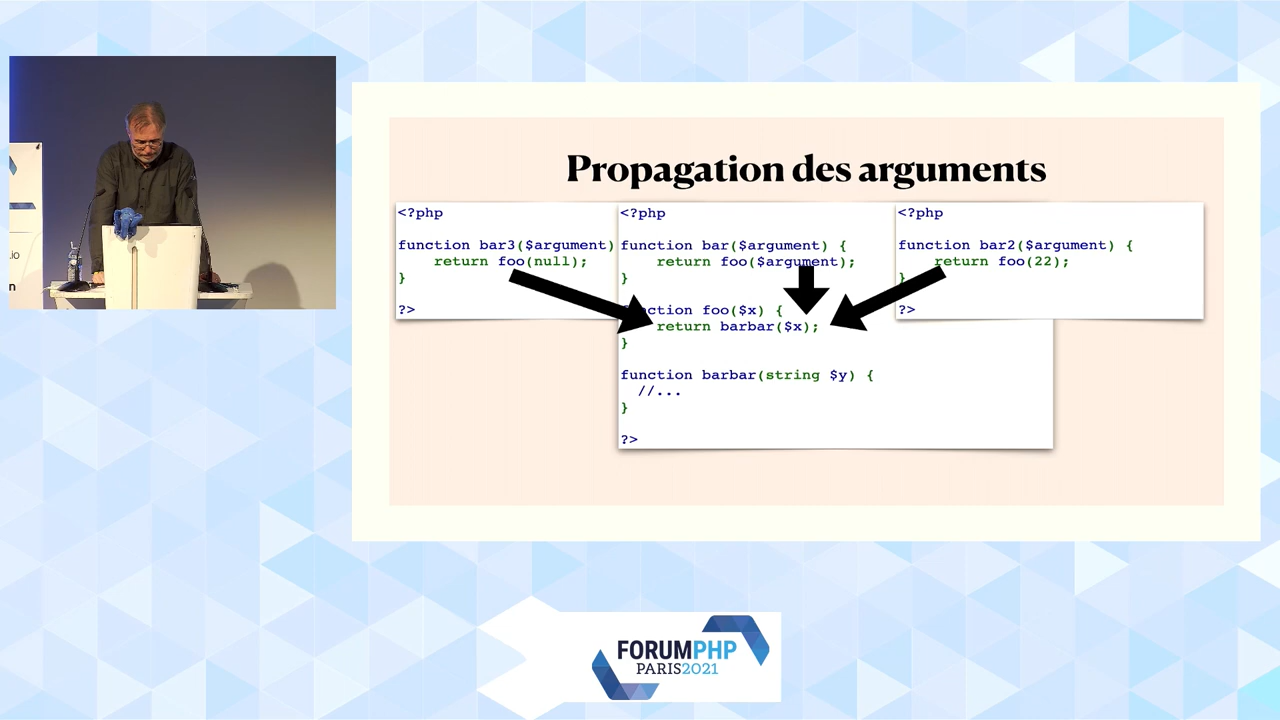 Propagation des arguments
<?php
function bar3($argument)
return foo(null);
}
?>
<?php
function bar($argument) {
return foo($argument);
}
function foo($x) {
return barbar($x);
}
function barbar(string $y) {
//...
}
?>
<?php
function bar2($argument) {
return foo(22);
}
?>
.io
n
FORUMPHP
PARIS2021